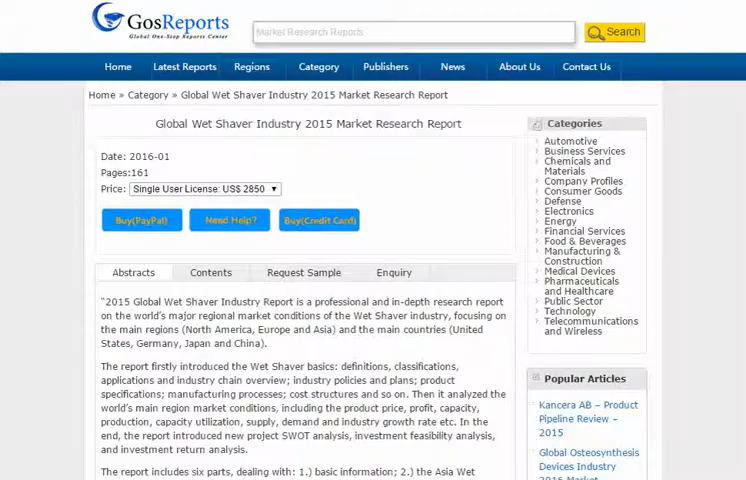 GosReports
Global One-Stop Reports Center
Market Research Reports
Search
Home Latest Reports Regions Category Publishers News About Us Contact Us
Home » Category » Global Wet Shaver Industry 2015 Market Research Report
Global Wet Shaver Industry 2015 Market Research Report
Date: 2016-01
Pages:161
Price: Single User License: US$ 2850
Buy(PayPal) Need Help? Buy(Credit Card)
Abstracts Contents Request Sample Enquiry
"2015 Global Wet Shaver Industry Report is a professional and in-depth research report
on the world's major regional market conditions of the Wet Shaver industry, focusing on
the main regions (North America, Europe and Asia) and the main countries (United
States, Germany, Japan and China).
The report firstly introduced the Wet Shaver basics: definitions, classifications,
applications and industry chain overview; industry policies and plans; product
specifications; manufacturing processes; cost structures and so on. Then it analyzed the
world's main region market conditions, including the product price, profit, capacity,
production, capacity utilization, supply, demand and industry growth rate etc. In the
end, the report introduced new project SWOT analysis, investment feasibility analysis,
and investment return analysis.
The report includes six parts, dealing with: 1.) basic information; 2.) the Asia Wet
Categories
Automotive
Business Services
Chemicals and
Materials
Company Profiles
Consumer Goods
Defense
Electronics
Energy
Financial Services
Food & Beverages
Manufacturing &
Construction
Medical Devices
Pharmaceuticals
and Healthcare
Public Sector
Technology
Telecommunications
and Wireless
Popular Articles
Kancera AB – Product
Pipeline Review –
2015
Global Osteosynthesis
Devices Industry
2016 Market